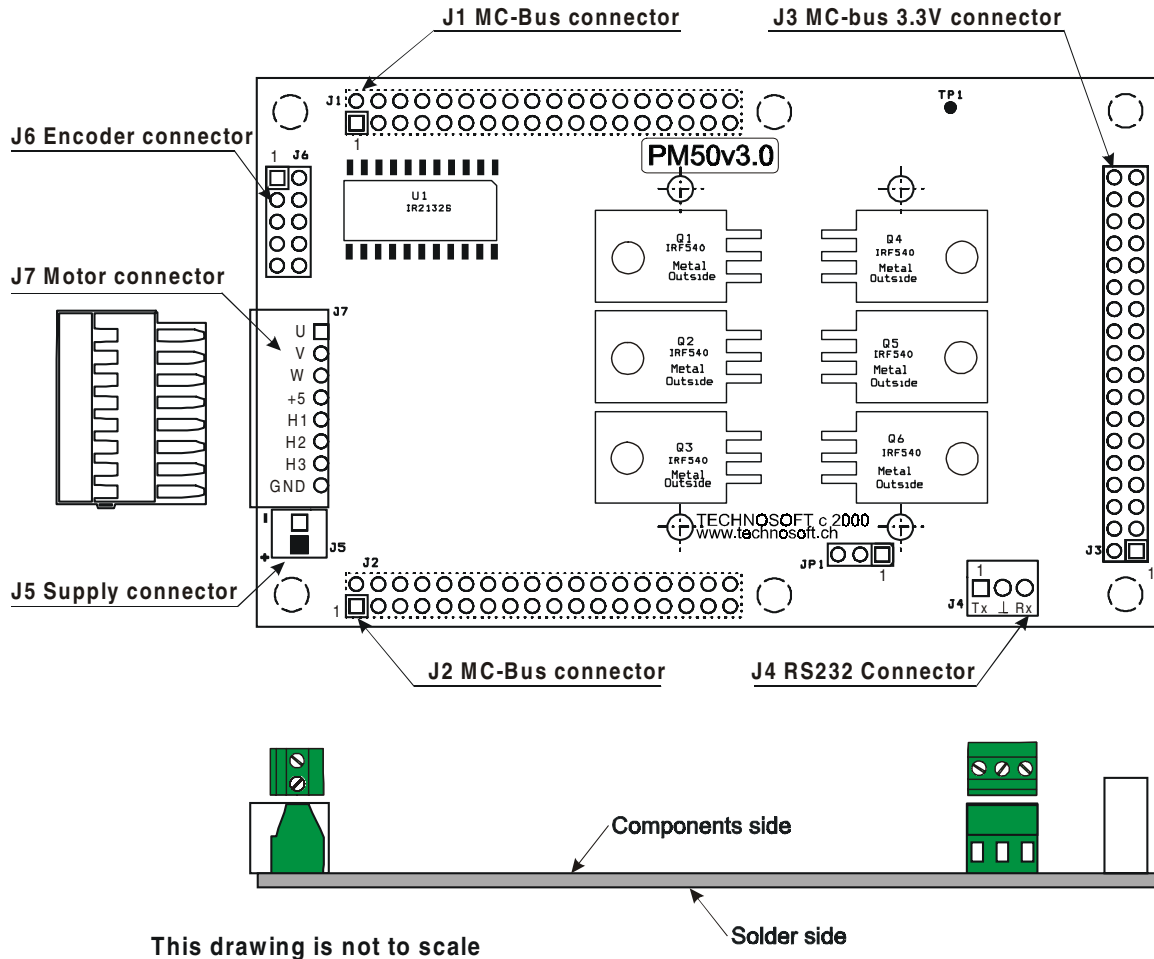 J1 MC-Bus connector
J3 MC-bus 3.3V connector
J1
1
TP1
J6 Encoder connector
1 J6
PM50v3.0
U1
IR2132S
Q1
IRF540
Metal
Outside
Q4
IRF540
Metal
Outside
J7 Motor connector
J7
U
V
W
+5
H1
H2
H3
GND
Q2
IRF540
Metal
Outside
Q5
IRF540
Metal
Outside
Q3
IRF540
Metal
Outside
Q6
IRF540
Metal
Outside
TECHNOSOFT c 2000
www.technosoft.ch
-
+
J5
J5 Supply connector
JP1
1
J3
1
J2
1
1
J4
Tx ⊥ Rx
J2 MC-Bus connector
J4 RS232 Connector
Components side
Solder side
This drawing is not to scale